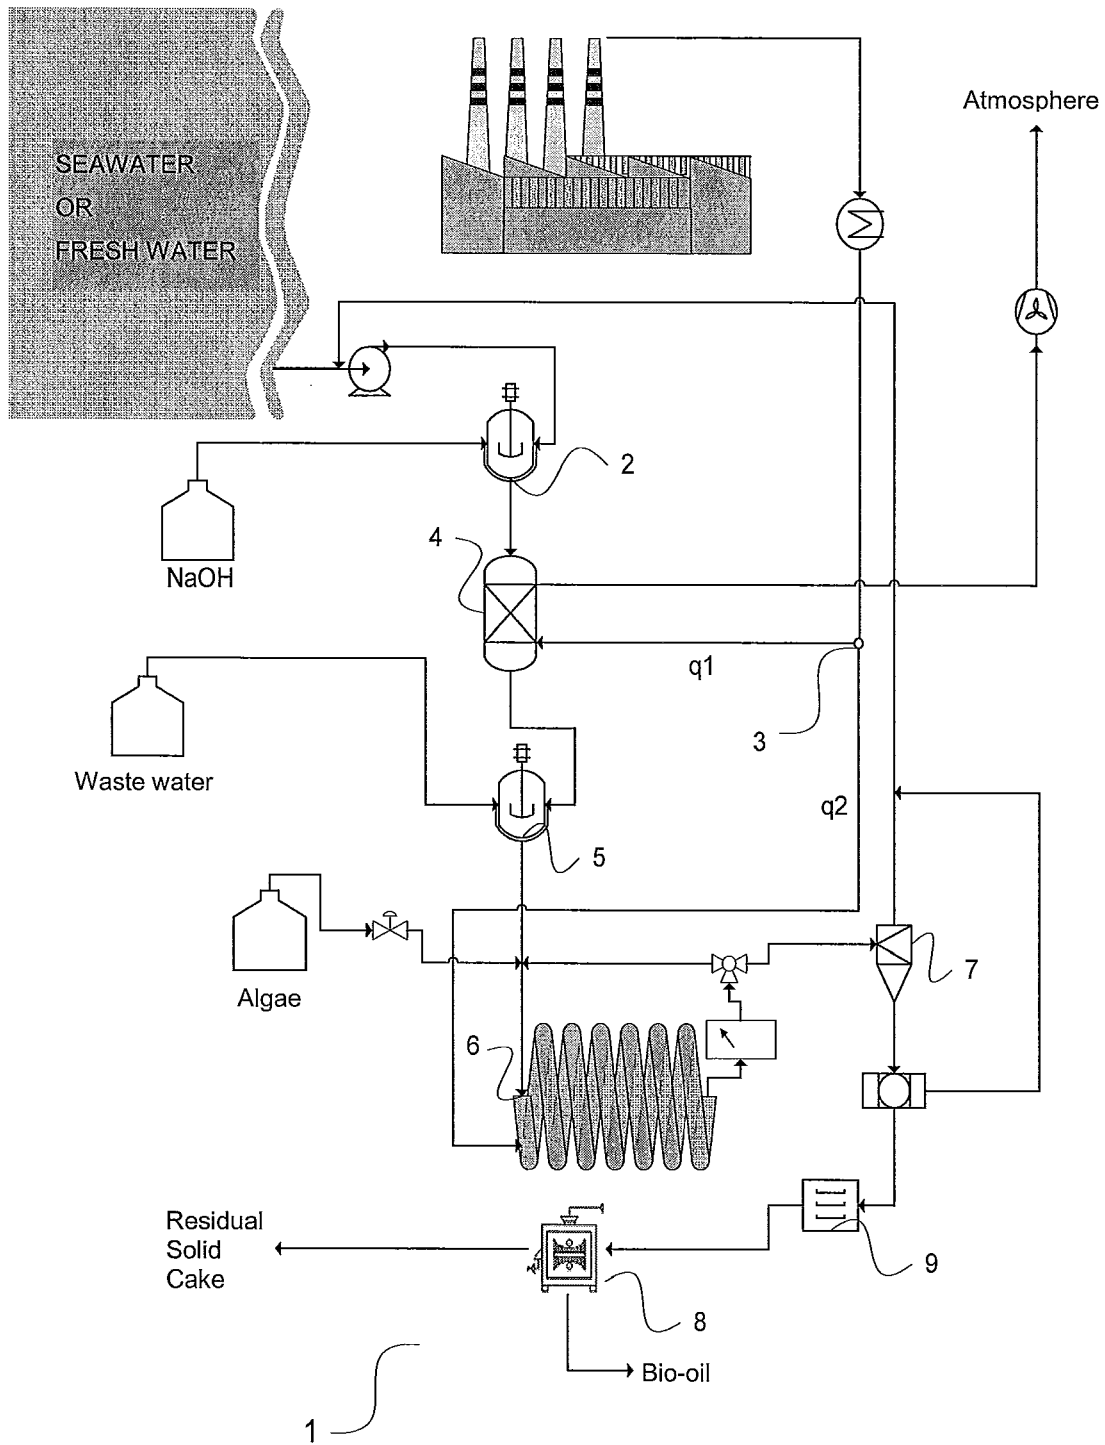 Atmosphere
SEAWATER
OR
FRESH WATER
2
NaOH
4
q1
3
Waste water
q2
5
Algae
7
6
Residual
Solid
Cake
9
8
Bio-oil
1